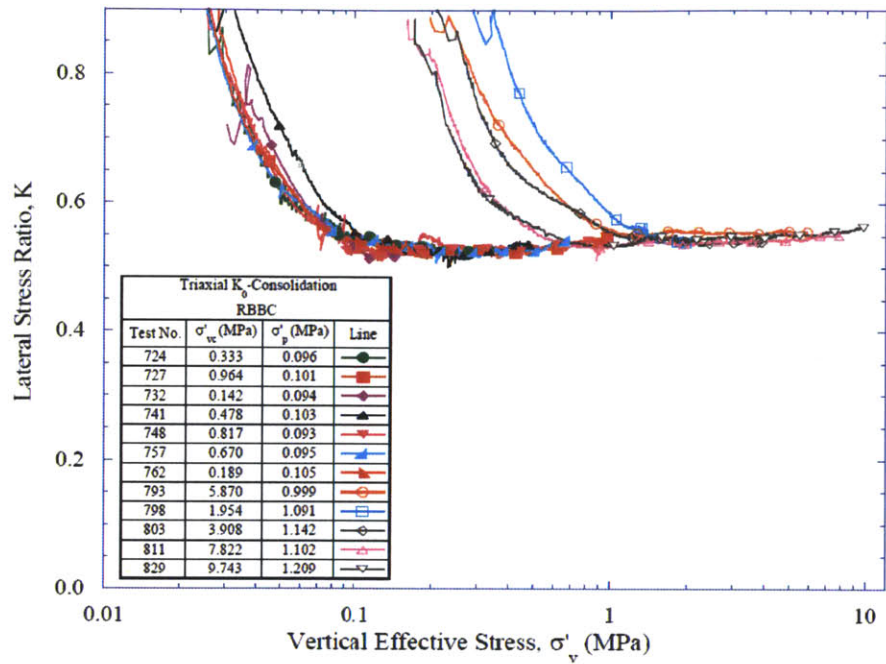 0.8
0.6
0.4
0.2
0.0
Lateral Stress Ratio, K
Triaxial K₀-Consolidation
RBBC
Test No. σ'vc (MPa) σ'p (MPa) Line
724 0.333 0.096
727 0.964 0.101
732 0.142 0.094
741 0.478 0.103
748 0.817 0.093
757 0.670 0.095
762 0.189 0.105
793 5.870 0.999
798 1.954 1.091
803 3.908 1.142
811 7.822 1.102
829 9.743 1.209
0.01 0.1 1 10
Vertical Effective Stress, σ'v (MPa)